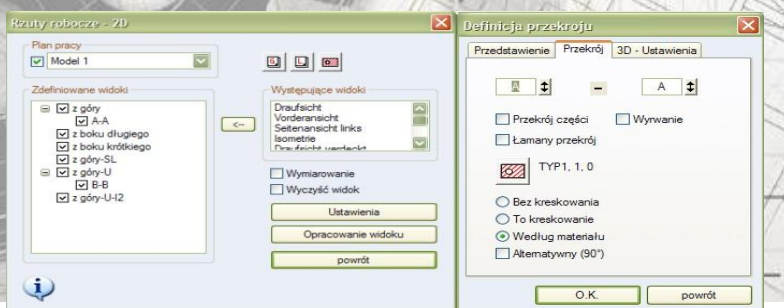 Rzuty robocze - 2D
Plan pracy
Model 1
Zdefiniowane widoki
z góry
A-A
z boku długiego
z boku krótkiego
z góry-SL
z góry-U
B-B
z góry-U-I2
<--
Występujące widoki
Draufsicht
Vorderansicht
Seitenansicht links
Isometrie
Draufsicht verdeckt
Wymiarowanie
Wyczyść widok
Ustawienia
Opracowanie widoku
powrót
Definicja przekroju
Przedstawienie Przekrój 3D - Ustawienia
A – A
Przekrój części Wyrwanie
Łamany przekrój
TYP1, 1, 0
Bez kreskowania
To kreskowanie
Według materiału
Alternatywny (90°)
O.K. powrót